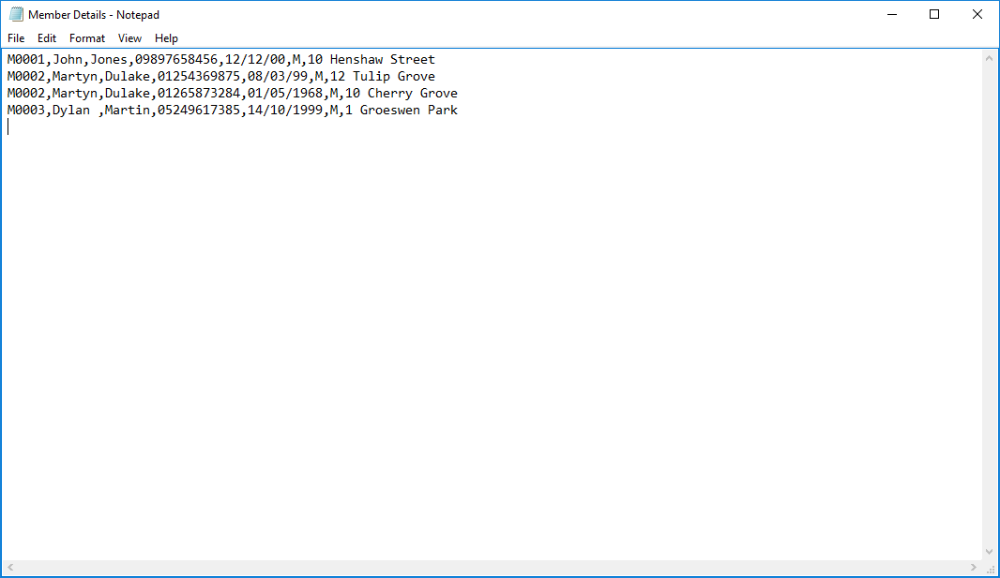 Member Details - Notepad
File Edit Format View Help
M0001,John,Jones,09897658456,12/12/00,M,10 Henshaw Street
M0002,Martyn,Dulake,01254369875,08/03/99,M,12 Tulip Grove
M0002,Martyn,Dulake,01265873284,01/05/1968,M,10 Cherry Grove
M0003,Dylan ,Martin,05249617385,14/10/1999,M,1 Groeswen Park